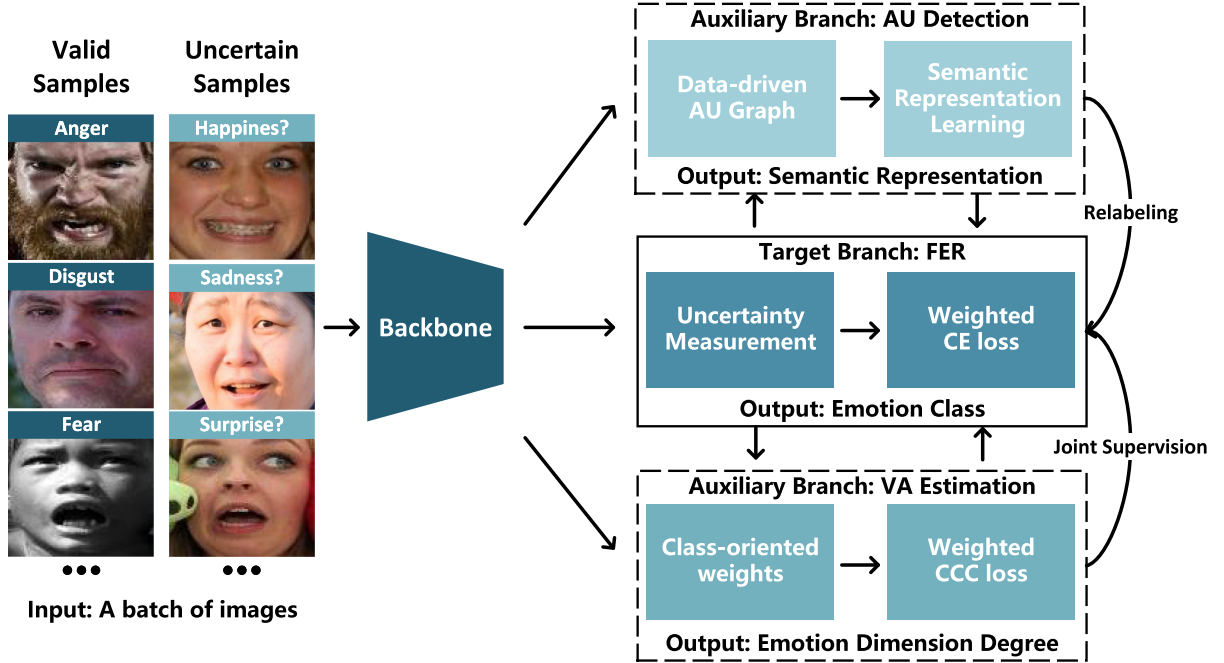 Valid
Samples
Uncertain
Samples
Anger
Happines?
Disgust
Sadness?
Fear
Surprise?
Input: A batch of images
Backbone
Auxiliary Branch: AU Detection
Data-driven
AU Graph
Semantic
Representation
Learning
Output: Semantic Representation
Relabeling
Target Branch: FER
Uncertainty
Measurement
Weighted
CE loss
Output: Emotion Class
Joint Supervision
Auxiliary Branch: VA Estimation
Class-oriented
weights
Weighted
CCC loss
Output: Emotion Dimension Degree